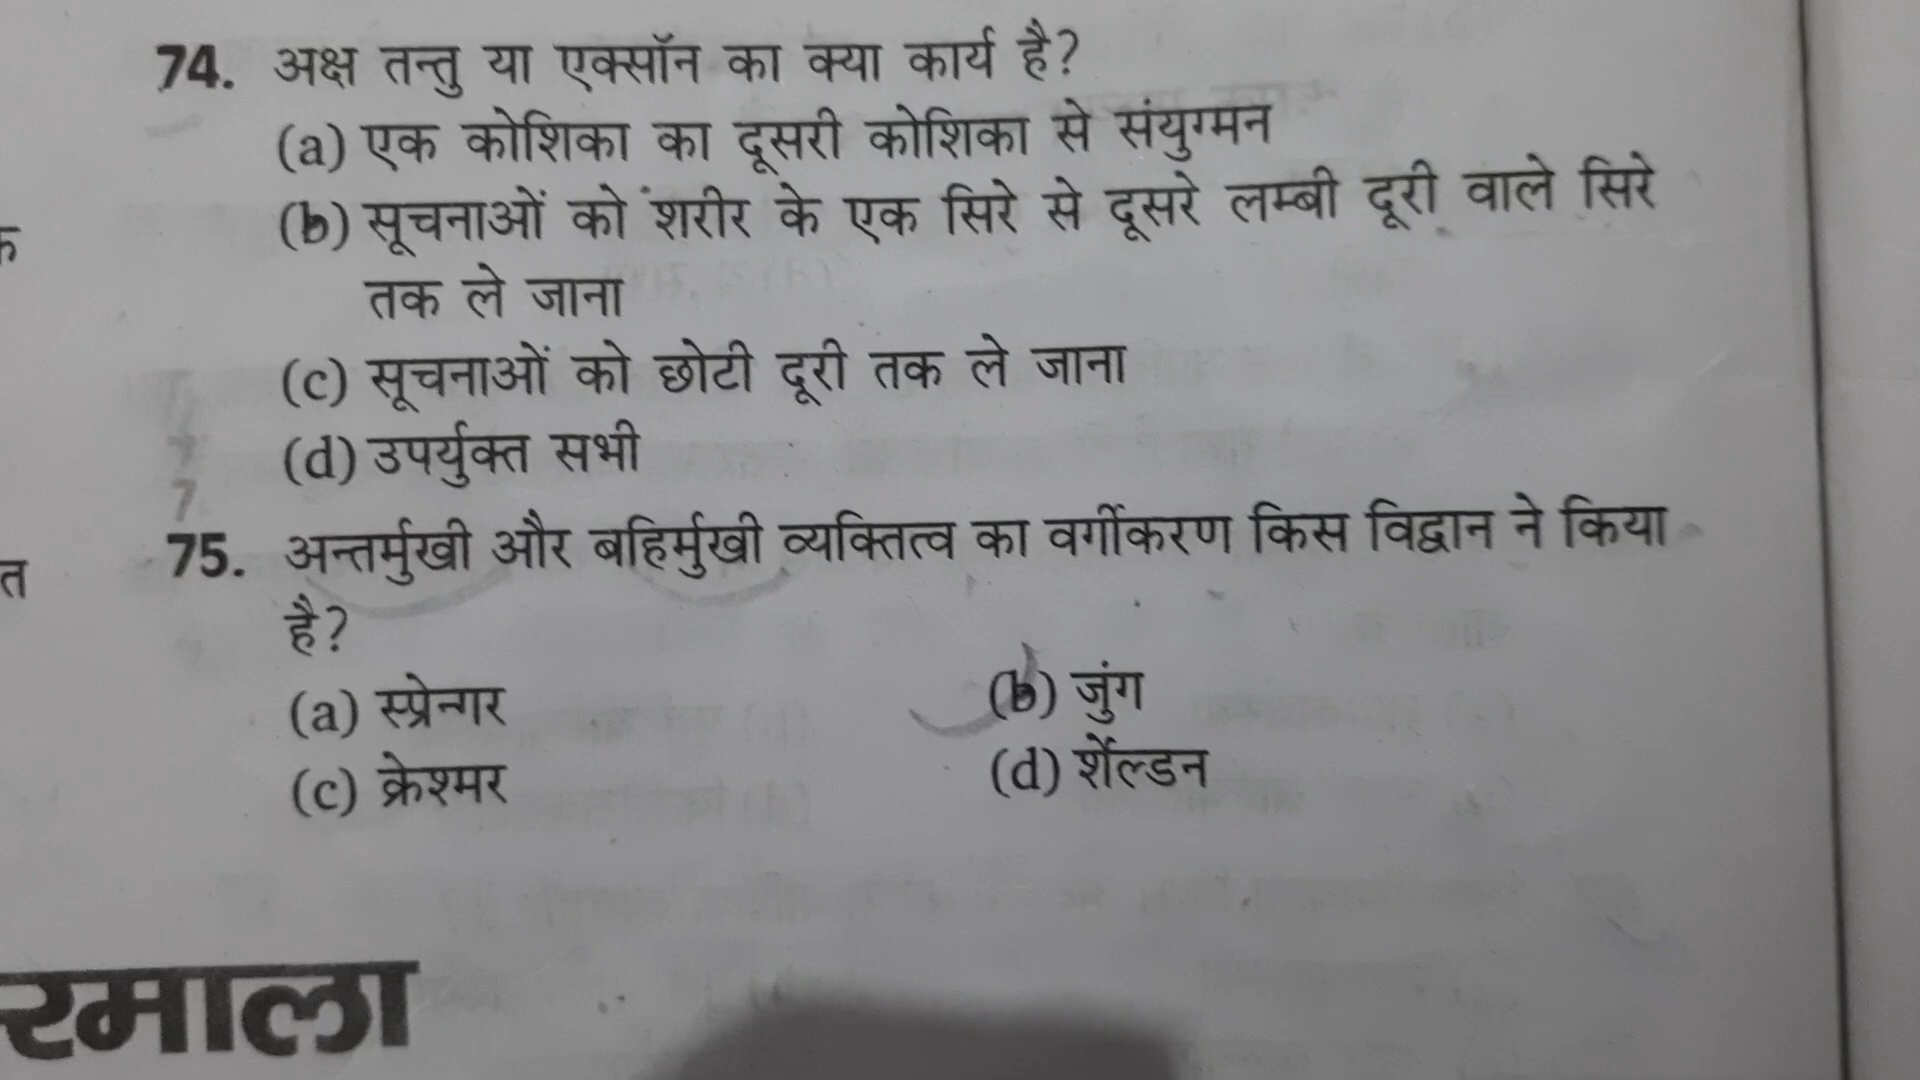 74. अक्ष तन्तु या एक्सॉन का क्या कार्य है?
(a) एक कोशिका का दूसरी कोशिका से संयुग्मन
(b) सूचनाओं को शरीर के एक सिरे से दूसरे लम्बी दूरी वाले सिरे
तक ले जाना
(c) सूचनाओं को छोटी दूरी तक ले जाना
(d) उपर्युक्त सभी
75. अन्तर्मुखी और बहिर्मुखी व्यक्तित्व का वर्गीकरण किस विद्वान ने किया
है?
(a) स्प्रेन्गर (b) जुंग
(c) क्रेश्मर (d) र्शेल्डन
रमाला
त